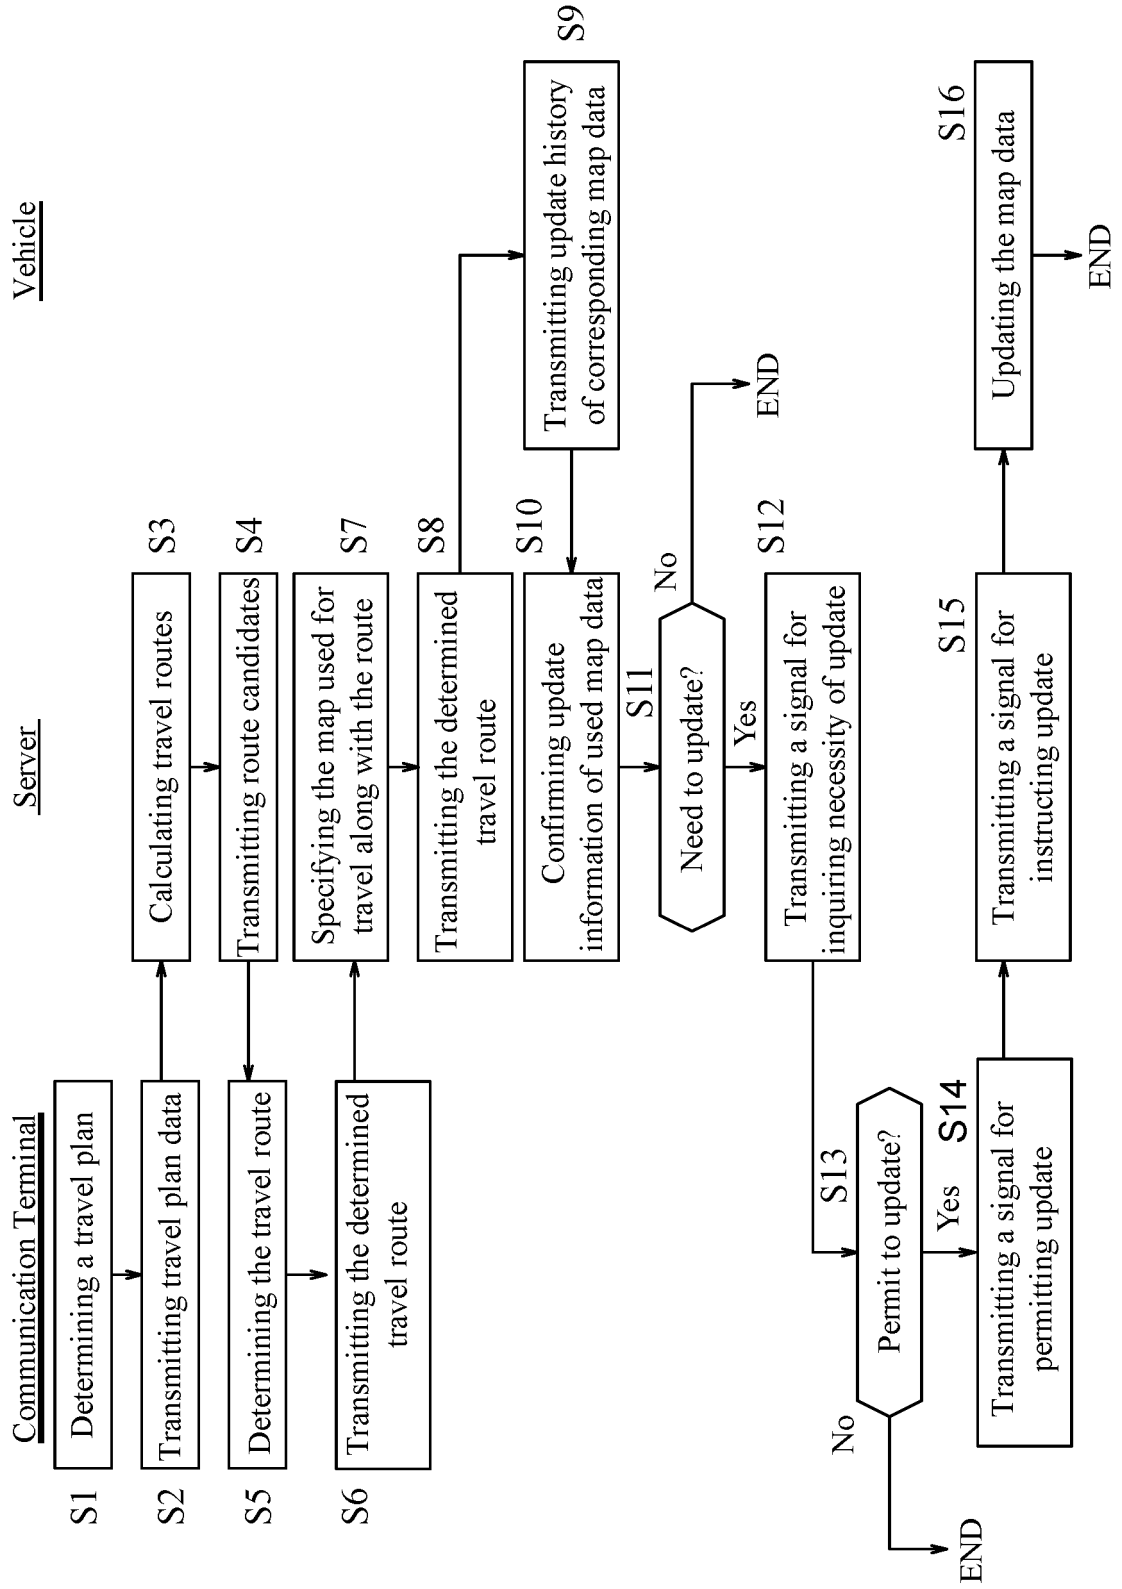 Communication Terminal
Server
Vehicle
S1
Determining a travel plan
S2
Transmitting travel plan data
S3
Calculating travel routes
S4
Transmitting route candidates
S5
Determining the travel route
S6
Transmitting the determined
travel route
S7
Specifying the map used for
travel along with the route
S8
Transmitting the determined
travel route
S9
Transmitting update history
of corresponding map data
S10
Confirming update
information of used map data
S11
Need to update?
No
END
Yes
S12
Transmitting a signal for
inquiring necessity of update
S13
Permit to update?
No
END
Yes
S14
Transmitting a signal for
permitting update
S15
Transmitting a signal for
instructing update
S16
Updating the map data
END